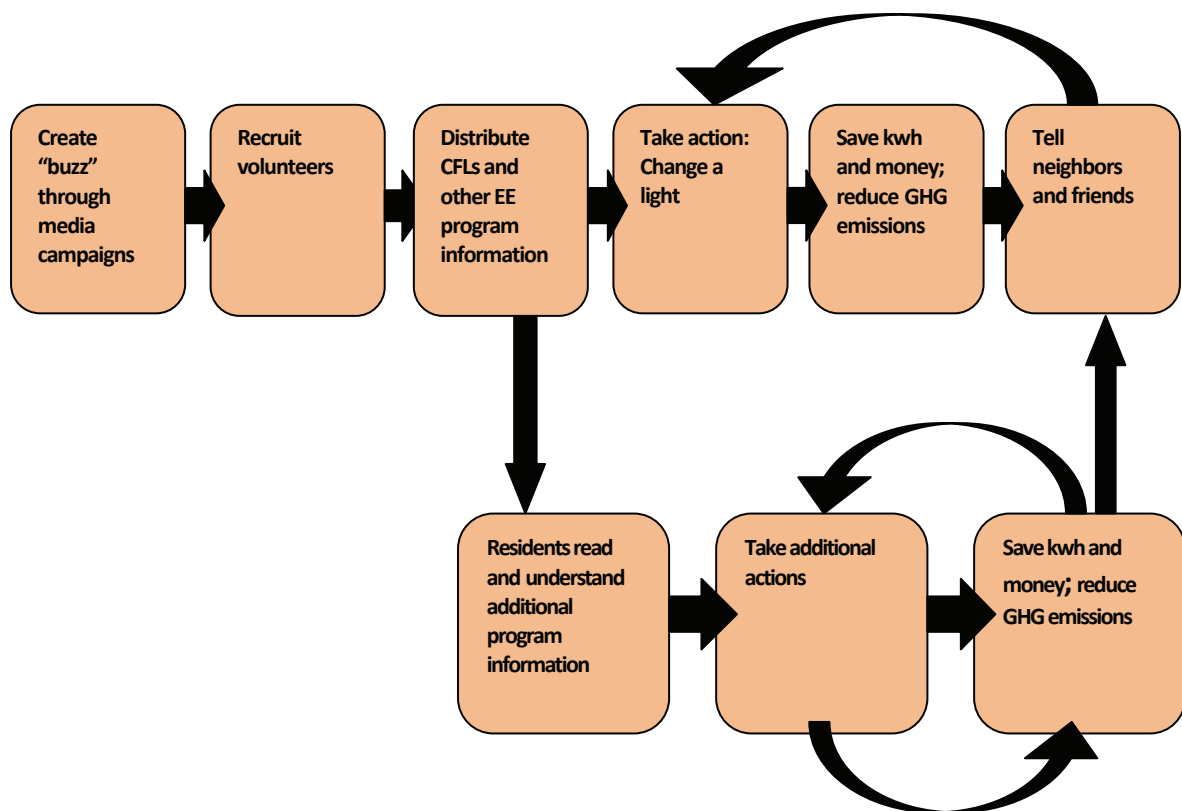 Create
“buzz”
through
media
campaigns
Recruit
volunteers
Distribute
CFLs and
other EE
program
information
Take action:
Change a
light
Save kwh
and money;
reduce GHG
emissions
Tell
neighbors
and friends
Residents read
and understand
additional
program
information
Take additional
actions
Save kwh and
money; reduce
GHG emissions